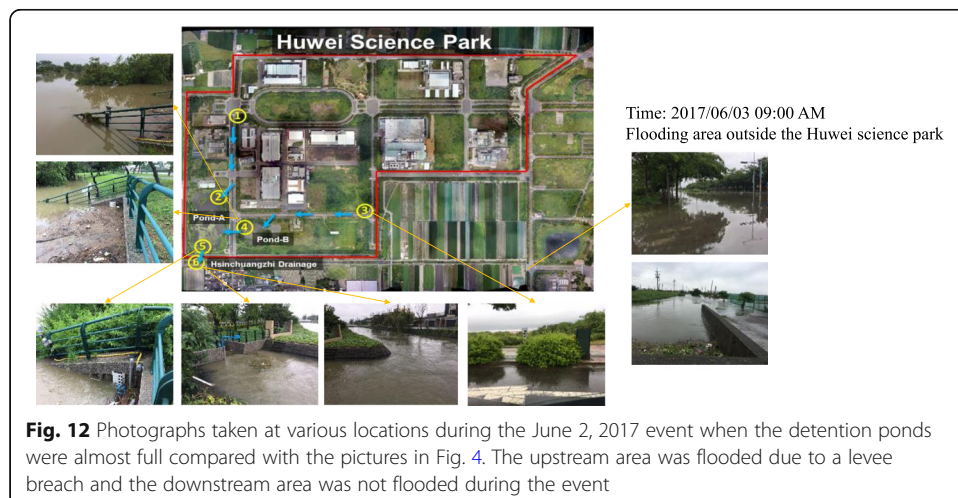 Huwei Science Park
Time: 2017/06/03 09:00 AM
Flooding area outside the Huwei science park
1
2
3
Pond-A
4
Pond-B
5
6
Hsinchuangzhi Drainage
Fig. 12 Photographs taken at various locations during the June 2, 2017 event when the detention ponds
were almost full compared with the pictures in Fig. 4. The upstream area was flooded due to a levee
breach and the downstream area was not flooded during the event